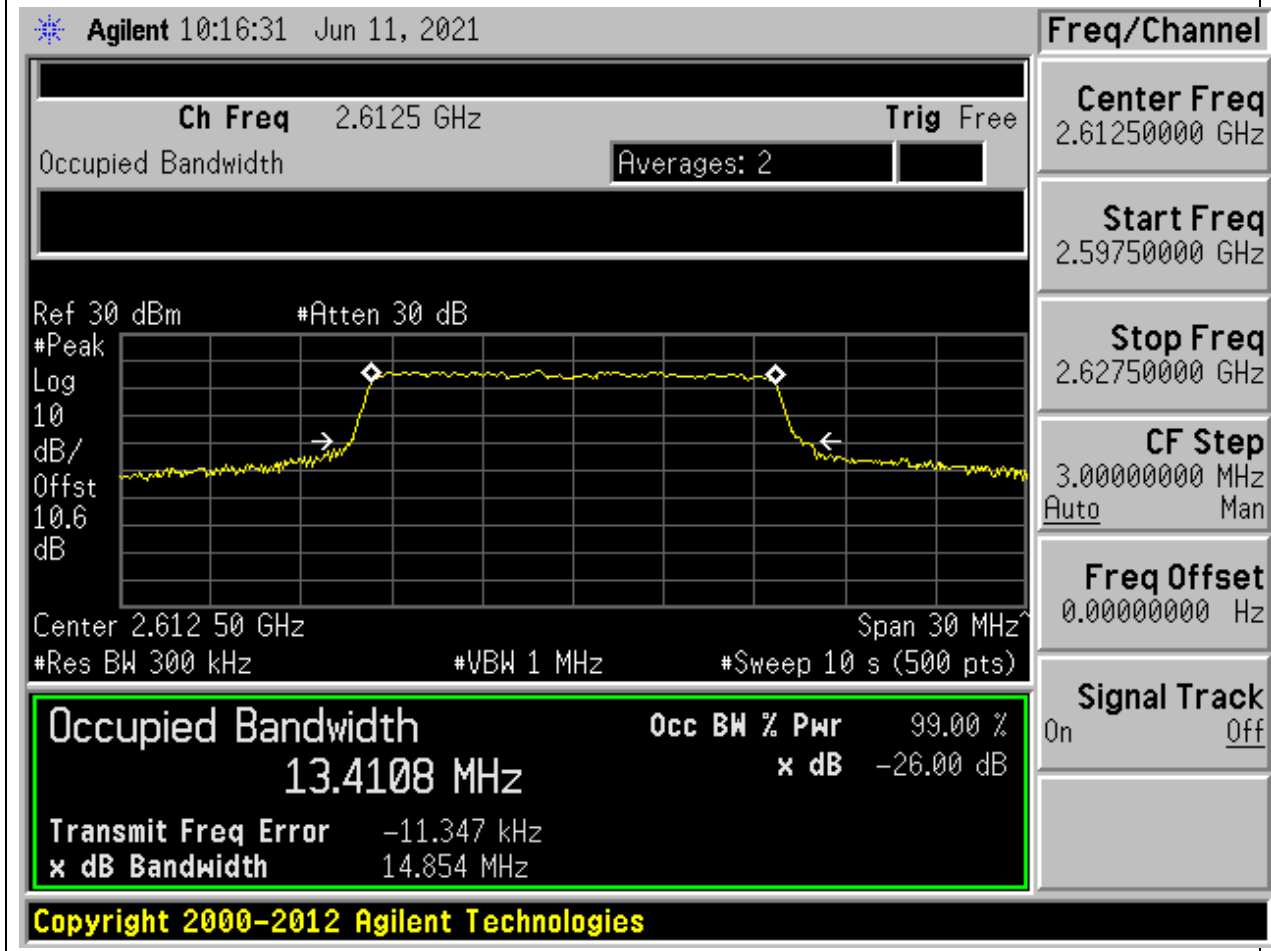 Agilent 10:16:31 Jun 11, 2021
Freq/Channel
Ch Freq 2.6125 GHz
Trig Free
Occupied Bandwidth
Averages: 2
Ref 30 dBm
#Atten 30 dB
#Peak
Log
10
dB/
Offst
10.6
dB
Center 2.612 50 GHz
Span 30 MHz^
#Res BW 300 kHz
#VBW 1 MHz
#Sweep 10 s (500 pts)
Occupied Bandwidth
13.4108 MHz
Occ BW % Pwr 99.00 %
x dB -26.00 dB
Transmit Freq Error -11.347 kHz
x dB Bandwidth 14.854 MHz
Copyright 2000-2012 Agilent Technologies
Center Freq
2.61250000 GHz
Start Freq
2.59750000 GHz
Stop Freq
2.62750000 GHz
CF Step
3.00000000 MHz
Auto Man
Freq Offset
0.00000000 Hz
Signal Track
On Off